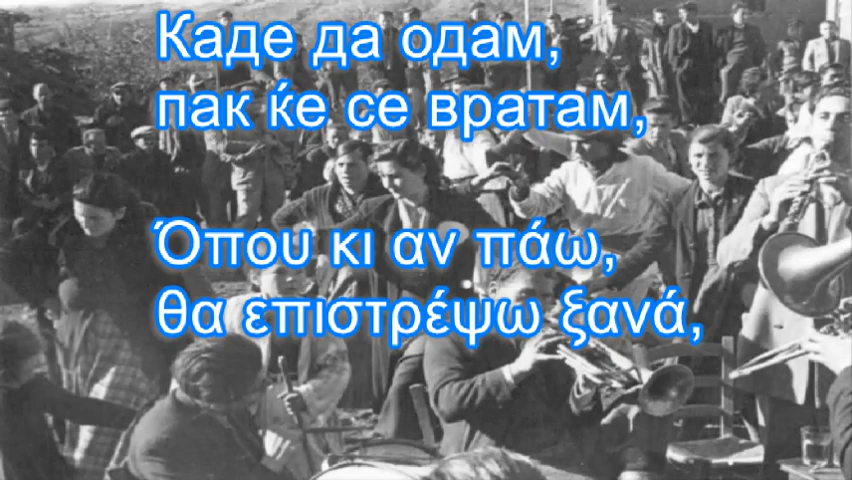 Каде да одам,
пак ќе се вратам,
Όπου κι αν πάω,
θα επιστρέψω ξανά,